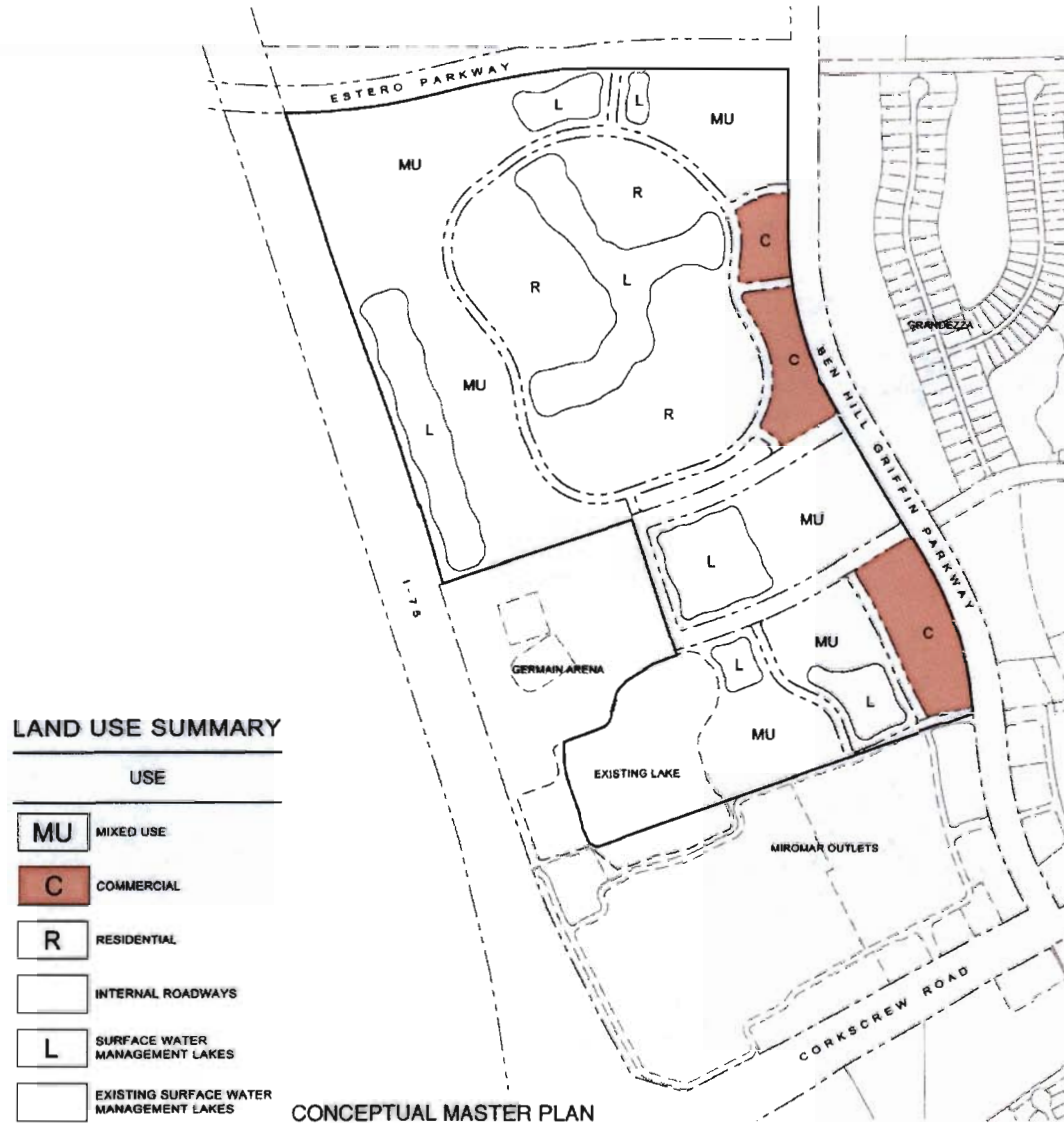 ESTERO PARKWAY
L
L
MU
MU
R
C
R
L
GRANDEZZA
BEN HILL GRIFFIN PARKWAY
C
MU
L
R
MU
L
I-75
C
MU
GERMAIN ARENA
L
L
MU
EXISTING LAKE
MIROMAR OUTLETS
CORKSCREW ROAD
LAND USE SUMMARY
USE
MU MIXED USE
C COMMERCIAL
R RESIDENTIAL
INTERNAL ROADWAYS
L SURFACE WATER
MANAGEMENT LAKES
EXISTING SURFACE WATER
MANAGEMENT LAKES
CONCEPTUAL MASTER PLAN